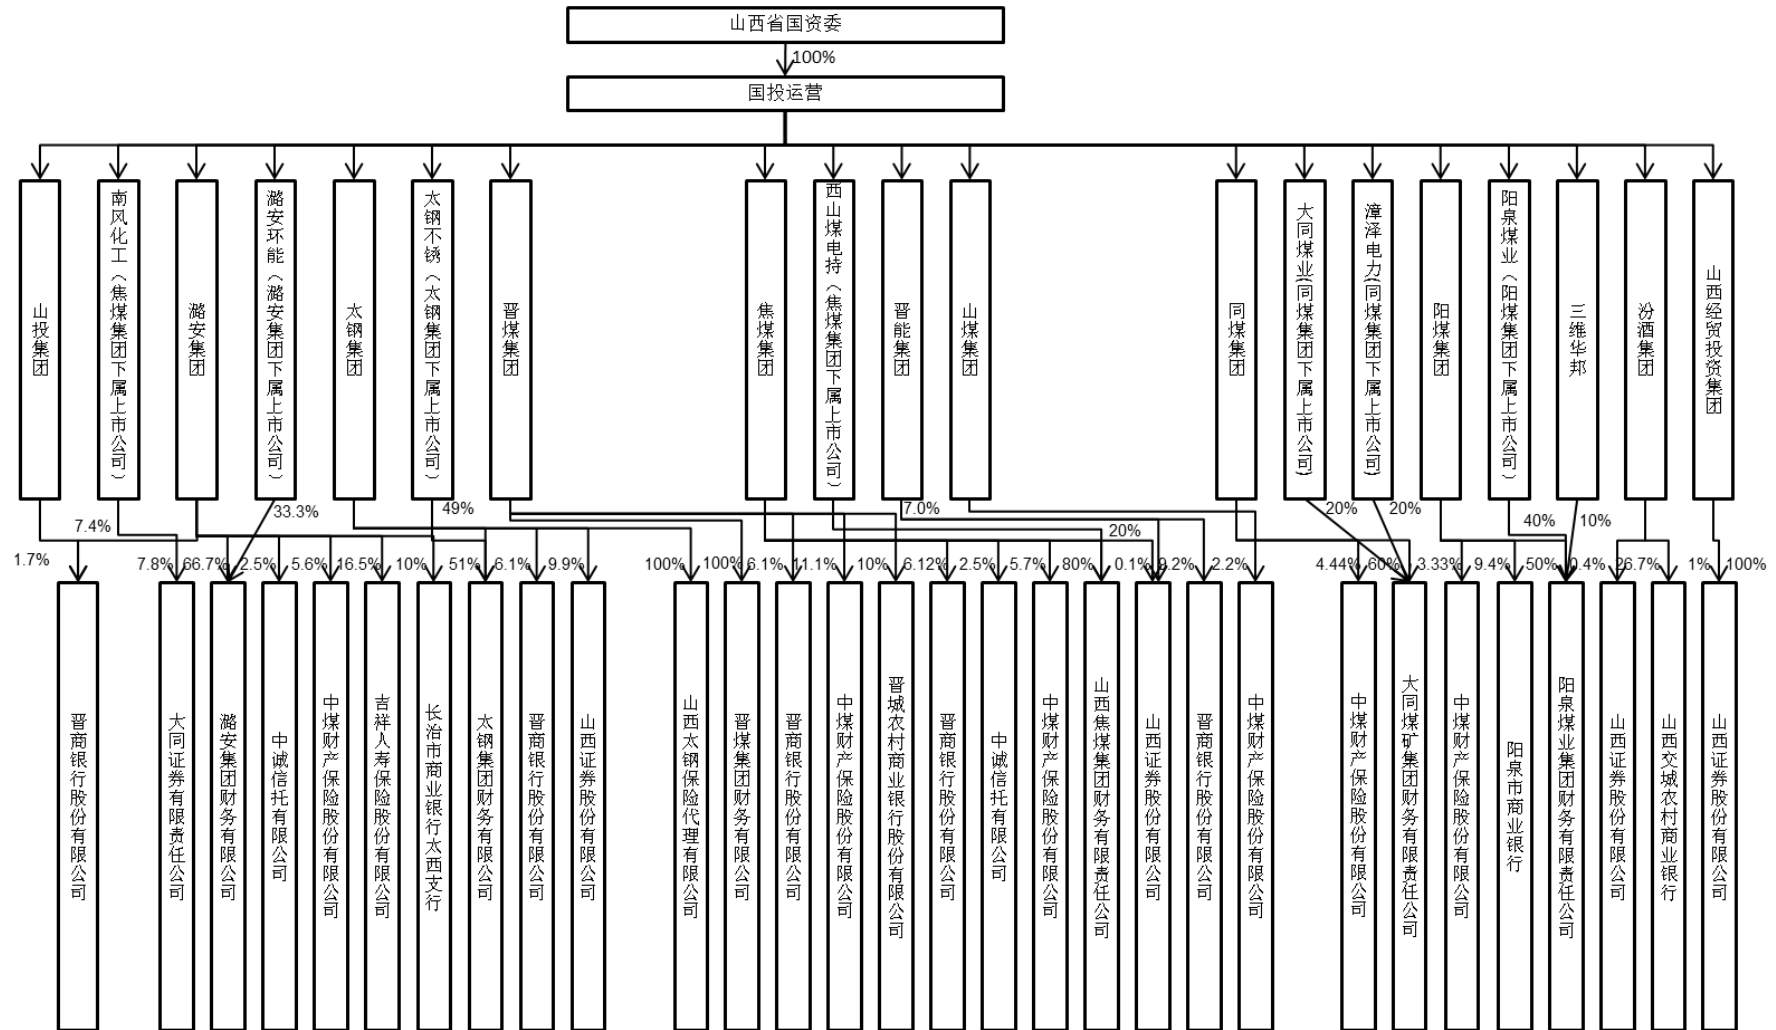 山西省国资委
100%
国投运营
山投集团
南风化工（焦煤集团下属上市公司）
潞安集团
潞安环能（潞安集团下属上市公司）
太钢集团
太钢不锈（太钢集团下属上市公司）
晋煤集团
焦煤集团
西山煤电持（焦煤集团下属上市公司）
晋能集团
山煤集团
同煤集团
大同煤业(同煤集团下属上市公司)
漳泽电力(同煤集团下属上市公司)
阳煤集团
阳泉煤业（阳煤集团下属上市公司）
三维华邦
汾酒集团
山西经贸投资集团
7.4%
33.3%
49%
7.0%
20%
20%
20%
40%
10%
1.7%
7.8%
66.7%
2.5%
5.6%
16.5%
10%
51%
6.1%
9.9%
100%
100%
6.1%
11.1%
10%
6.12%
2.5%
5.7%
80%
0.1%
9.2%
2.2%
4.44%
60%
3.33%
9.4%
50%
0.4%
26.7%
1%
100%
晋商银行股份有限公司
大同证券有限责任公司
潞安集团财务有限公司
中诚信托有限公司
中煤财产保险股份有限公司
吉祥人寿保险股份有限公司
长治市商业银行太西支行
太钢集团财务有限公司
晋商银行股份有限公司
山西证券股份有限公司
山西太钢保险代理有限公司
晋煤集团财务有限公司
晋商银行股份有限公司
中煤财产保险股份有限公司
晋城农村商业银行股份有限公司
晋商银行股份有限公司
中诚信托有限公司
中煤财产保险股份有限公司
山西焦煤集团财务有限责任公司
山西证券股份有限公司
晋商银行股份有限公司
中煤财产保险股份有限公司
中煤财产保险股份有限公司
大同煤矿集团财务有限责任公司
中煤财产保险股份有限公司
阳泉市商业银行
阳泉煤业集团财务有限责任公司
山西证券股份有限公司
山西交城农村商业银行
山西证券股份有限公司